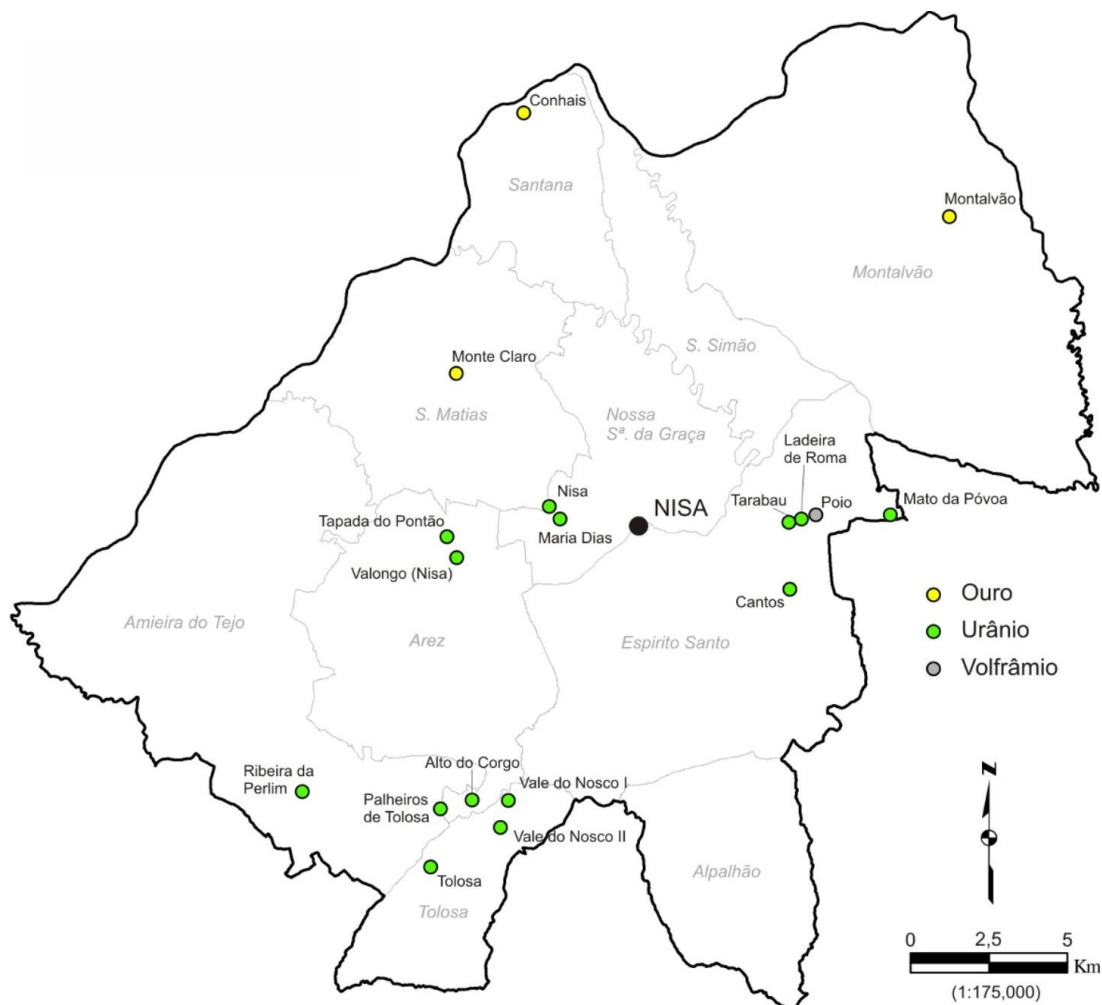 Conhais
Santana
Montalvão
Montalvão
S. Simão
Monte Claro
S. Matias
Nossa
Sª. da Graça
Ladeira
de Roma
Nisa
NISA
Tarabau
Poio
Mato da Póvoa
Tapada do Pontão
Maria Dias
Valongo (Nisa)
Cantos
Ouro
Amieira do Tejo
Arez
Espirito Santo
Urânio
Volfrâmio
Alto do Corgo
Ribeira da
Perlim
Vale do Nosco I
Palheiros
de Tolosa
Vale do Nosco II
Tolosa
Alpalhão
Tolosa
N
0 2,5 5
Km
(1:175,000)